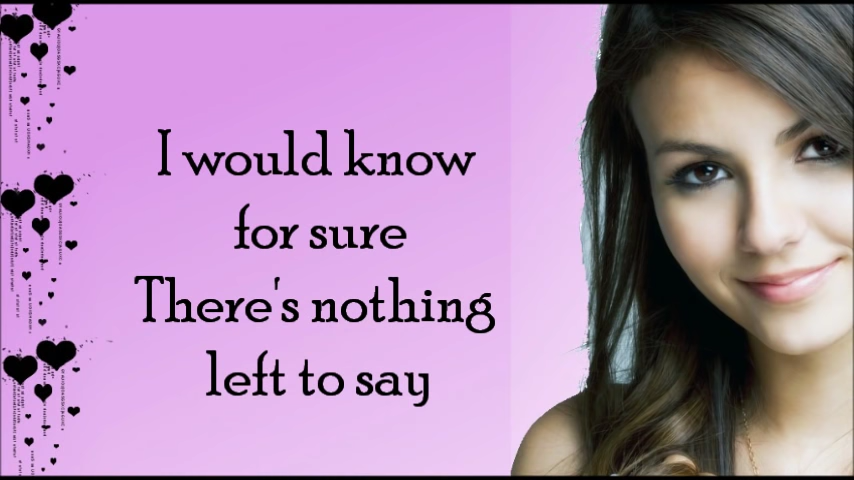 I would know
for sure
There's nothing
left to say